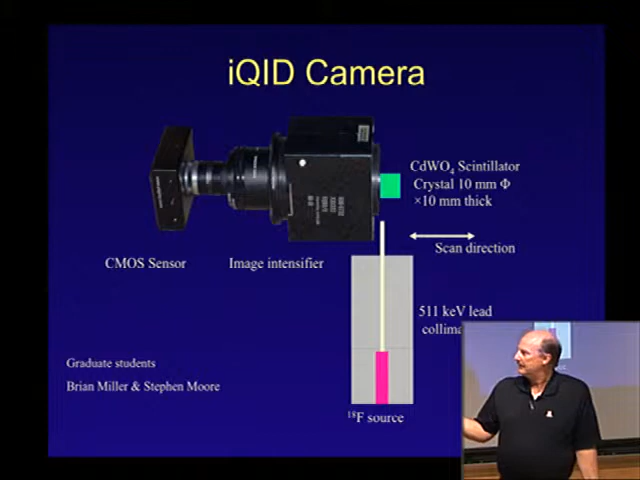 iQID Camera
CdWO₄ Scintillator
Crystal 10 mm Φ
×10 mm thick
Scan direction
CMOS Sensor
Image intensifier
511 keV lead
Graduate students
Brian Miller & Stephen Moore
¹⁸F source